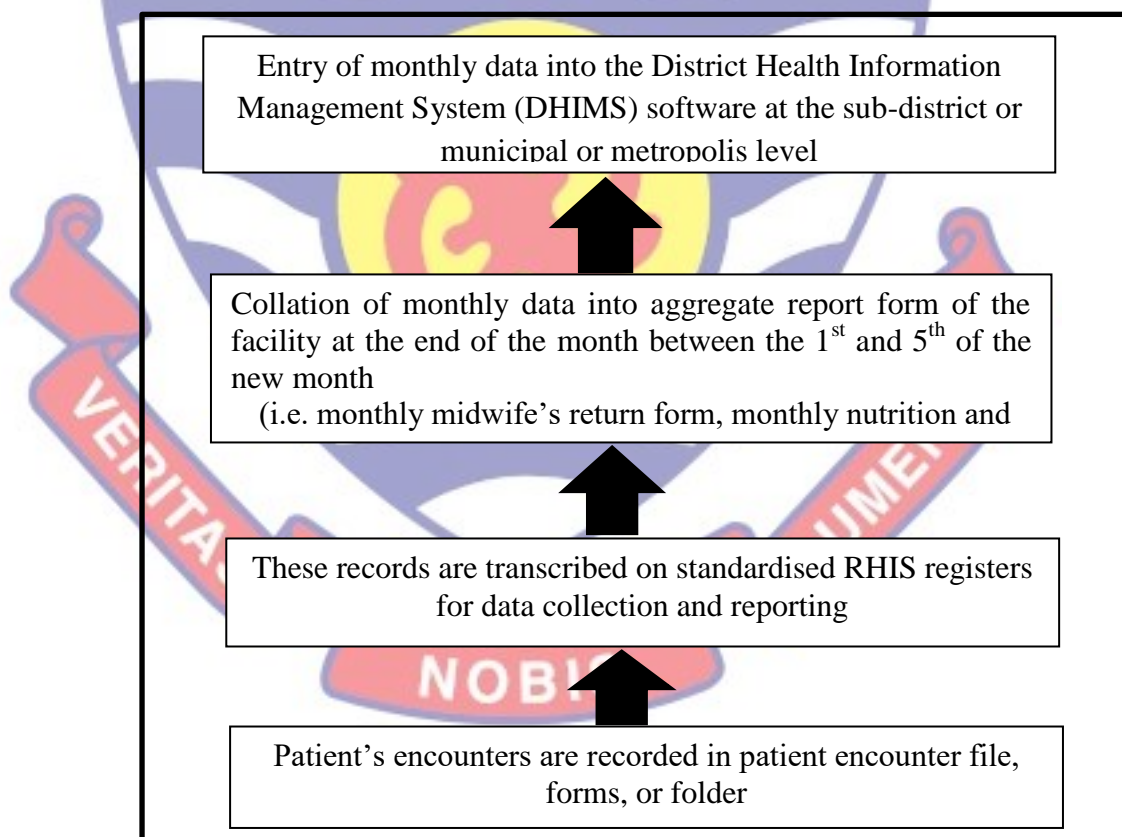 Entry of monthly data into the District Health Information
Management System (DHIMS) software at the sub-district or
municipal or metropolis level
Collation of monthly data into aggregate report form of the
facility at the end of the month between the 1st and 5th of the
new month
(i.e. monthly midwife's return form, monthly nutrition and
VERITAS
UMEN
These records are transcribed on standardised RHIS registers
for data collection and reporting
NOBIS
Patient's encounters are recorded in patient encounter file,
forms, or folder